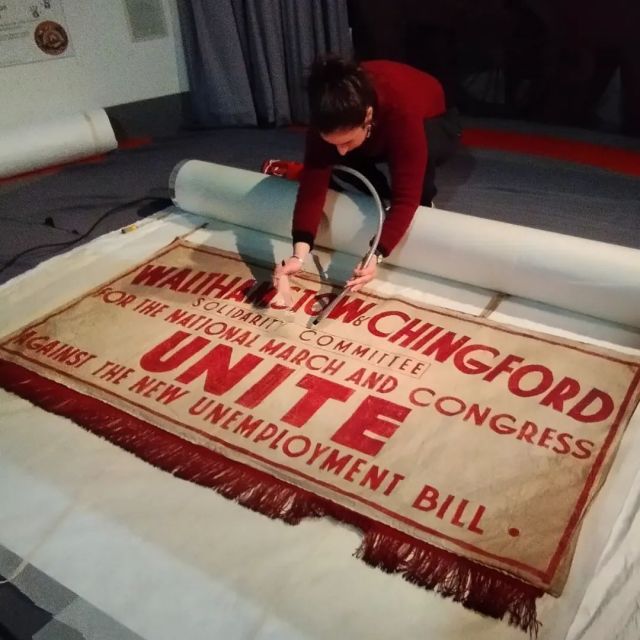 WALTHAMSTOW & CHINGFORD
SOLIDARITY COMMITTEE
FOR THE NATIONAL MARCH AND CONGRESS
UNITE
AGAINST THE NEW UNEMPLOYMENT BILL.